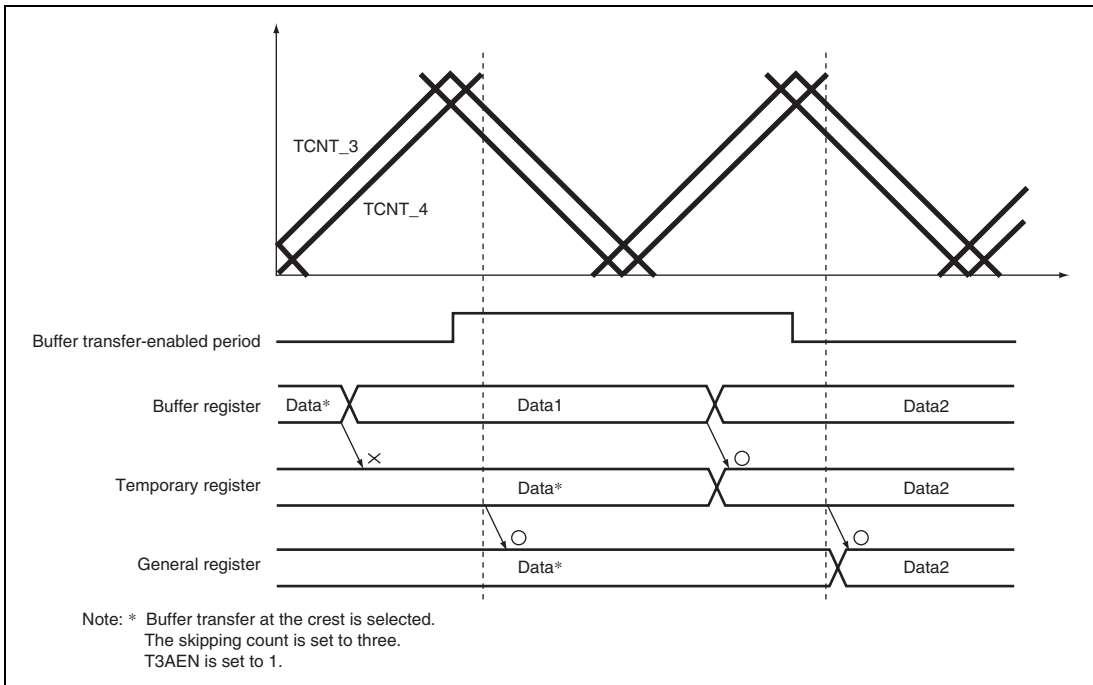 TCNT_3
TCNT_4
Buffer transfer-enabled period
Buffer register
Data*
Data1
Data2
Temporary register
Data*
Data2
General register
Data*
Data2
Note: * Buffer transfer at the crest is selected.
The skipping count is set to three.
T3AEN is set to 1.